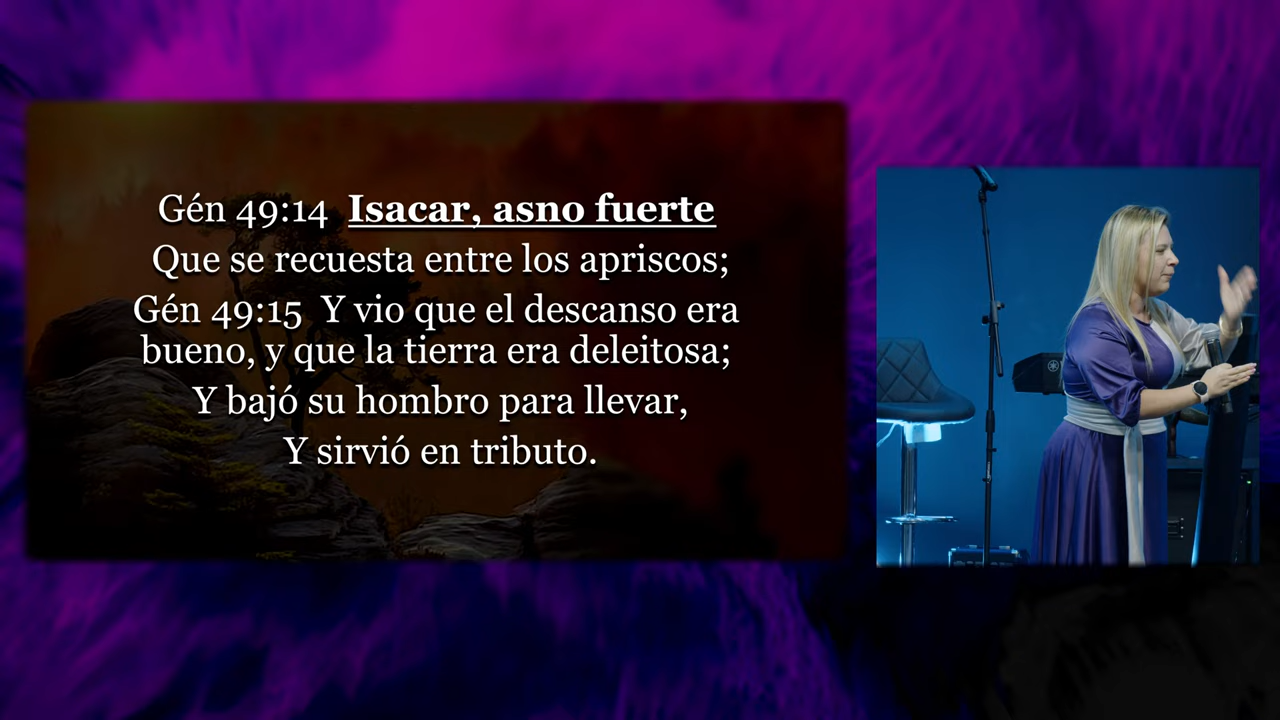 Gén 49:14 Isacar, asno fuerte
Que se recuesta entre los apriscos;
Gén 49:15 Y vio que el descanso era
bueno, y que la tierra era deleitosa;
Y bajó su hombro para llevar,
Y sirvió en tributo.